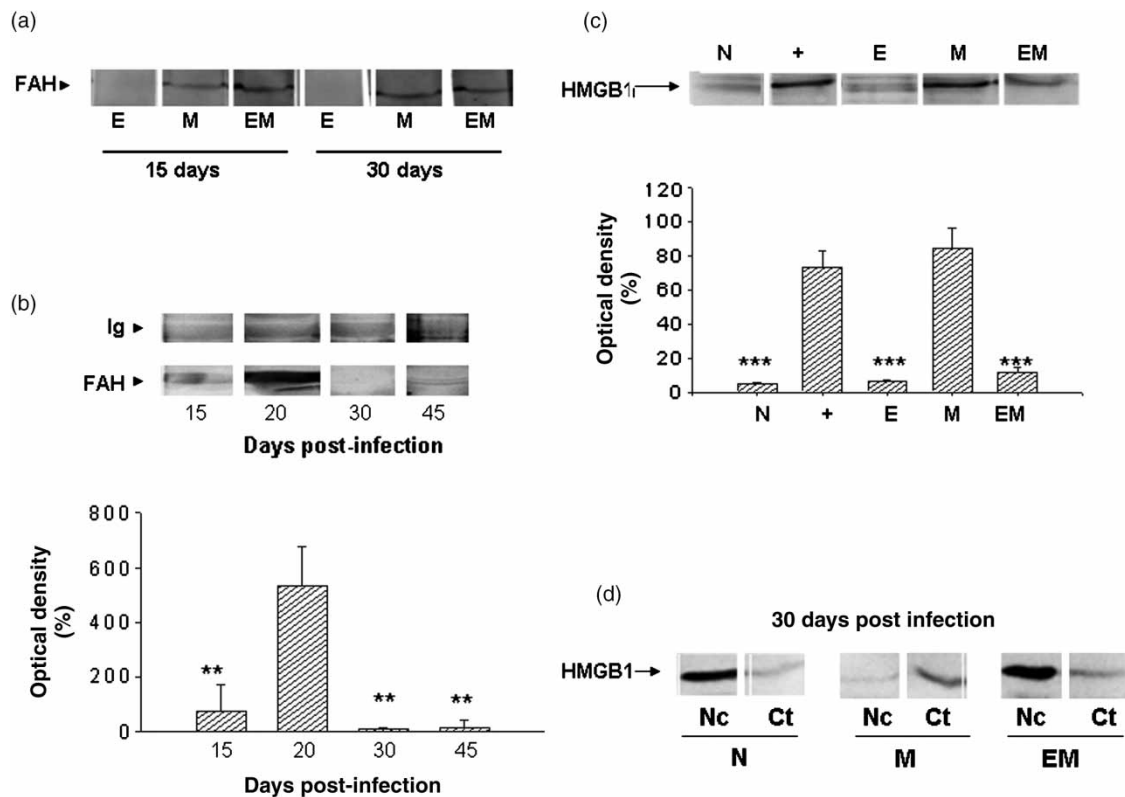 (a)
FAH
E M EM E M EM
15 days 30 days
(b)
Ig
FAH
15 20 30 45
Days post-infection
Optical density
(%)
800
600
400
200
0
** ** **
15 20 30 45
Days post-infection
(c)
N + E M EM
HMGB1
Optical density
(%)
120
100
80
60
40
20
0
*** *** ***
N + E M EM
(d)
30 days post infection
HMGB1
Nc Ct Nc Ct Nc Ct
N M EM